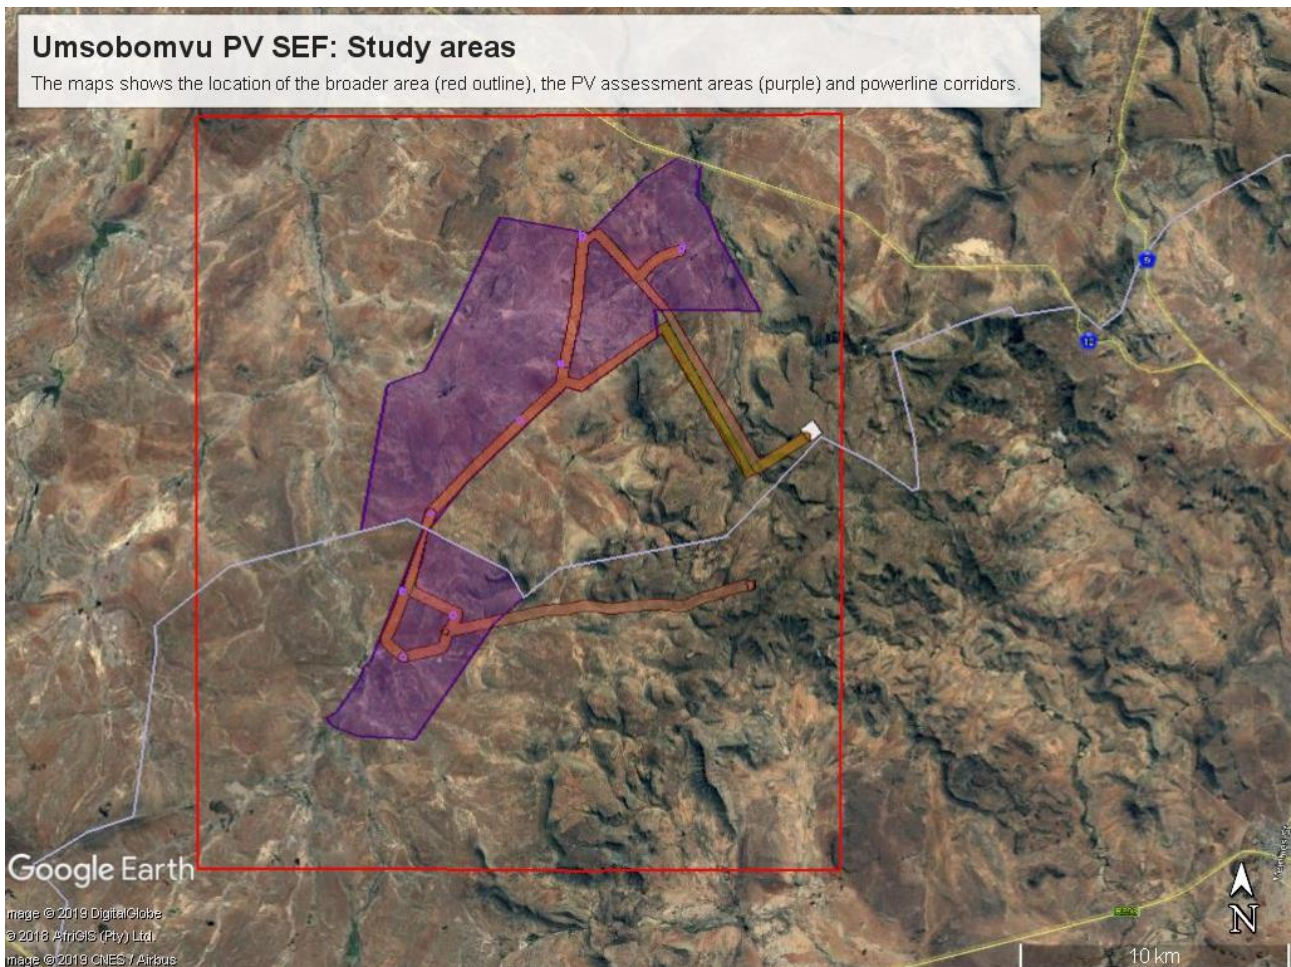 Umsobomvu PV SEF: Study areas
The maps shows the location of the broader area (red outline), the PV assessment areas (purple) and powerline corridors.
9
10
Google Earth
mage © 2019 DigitalGlobe
© 2018 AfriGIS (Pty) Ltd.
mage © 2019 CNES / Airbus
N
10 km